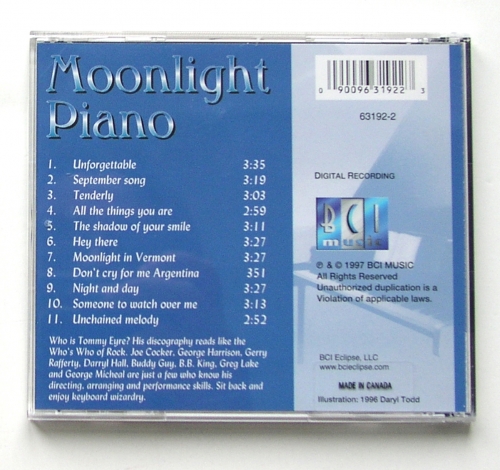 Moonlight
Piano
1. Unforgettable 3:35
2. September song 3:19
3. Tenderly 3:03
4. All the things you are 2:59
5. The shadow of your smile 3:11
6. Hey there 3:27
7. Moonlight in Vermont 3:27
8. Don't cry for me Argentina 351
9. Night and day 3:27
10. Someone to watch over me 3:13
11. Unchained melody 2:52
Who is Tommy Eyre? His discography reads like the
Who's Who of Rock. Joe Cocker, George Harrison, Gerry
Rafferty, Darryl Hall, Buddy Guy, B.B. King, Greg Lake
and George Micheal are just a few who know his
directing, arranging and performance skills. Sit back and
enjoy keyboard wizardry.
0 90096 31922 3
63192-2
DIGITAL RECORDING
BCI
music
℗ & © 1997 BCI MUSIC
All Rights Reserved
Unauthorized duplication is a
Violation of applicable laws.
BCI Eclipse, LLC
www.bcieclipse.com
MADE IN CANADA
Illustration: 1996 Daryl Todd